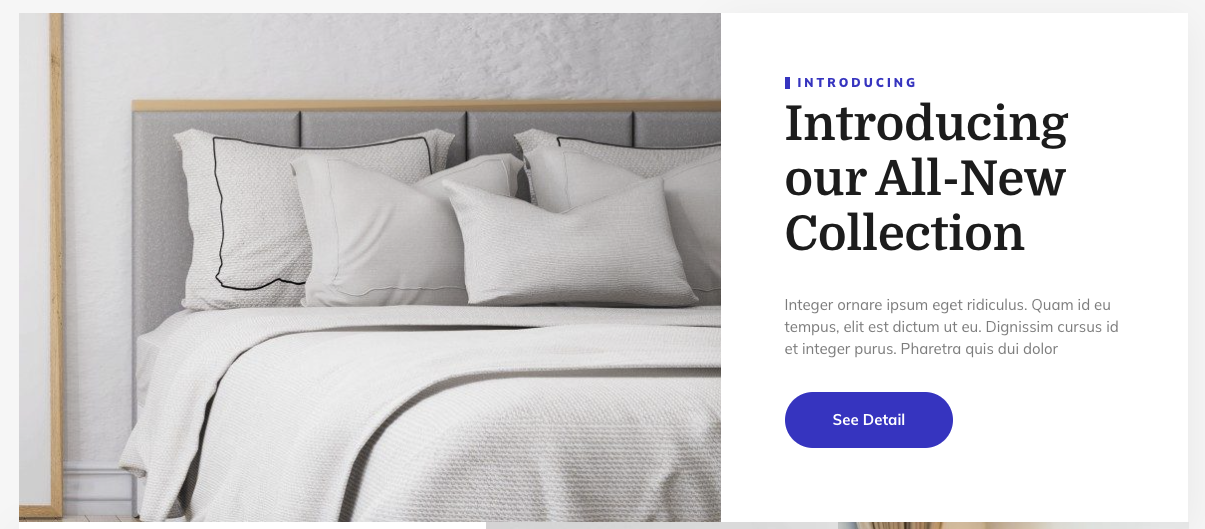 INTRODUCING
Introducing
our All-New
Collection
Integer ornare ipsum eget ridiculus. Quam id eu
tempus, elit est dictum ut eu. Dignissim cursus id
et integer purus. Pharetra quis dui dolor
See Detail